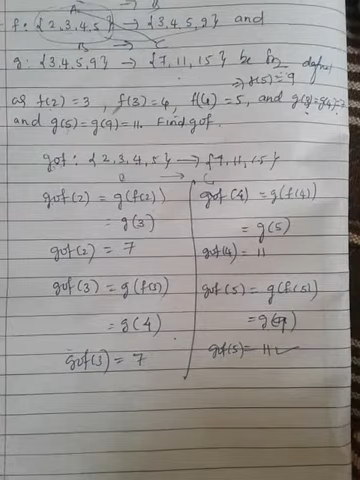 A B
f: {2,3,4,5} → {3,4,5,9} and
B C
g: {3,4,5,9} → {7,11,15} be fn defined
⇒ f(5)=9
as f(2)=3, f(3)=4, f(4)=5, and g(3)=g(4)=7
and g(5)=g(9)=11. Find gof.
gof: {2,3,4,5} → {7,11,15}
→ C
gof(2) = g(f(2))
= g(3)
gof(2) = 7
gof(3) = g(f(3))
= g(4)
gof(3) = 7
gof(4) = g(f(4))
= g(5)
gof(4) = 11
gof(5) = g(f(5))
= g(9)
gof(5) = 11